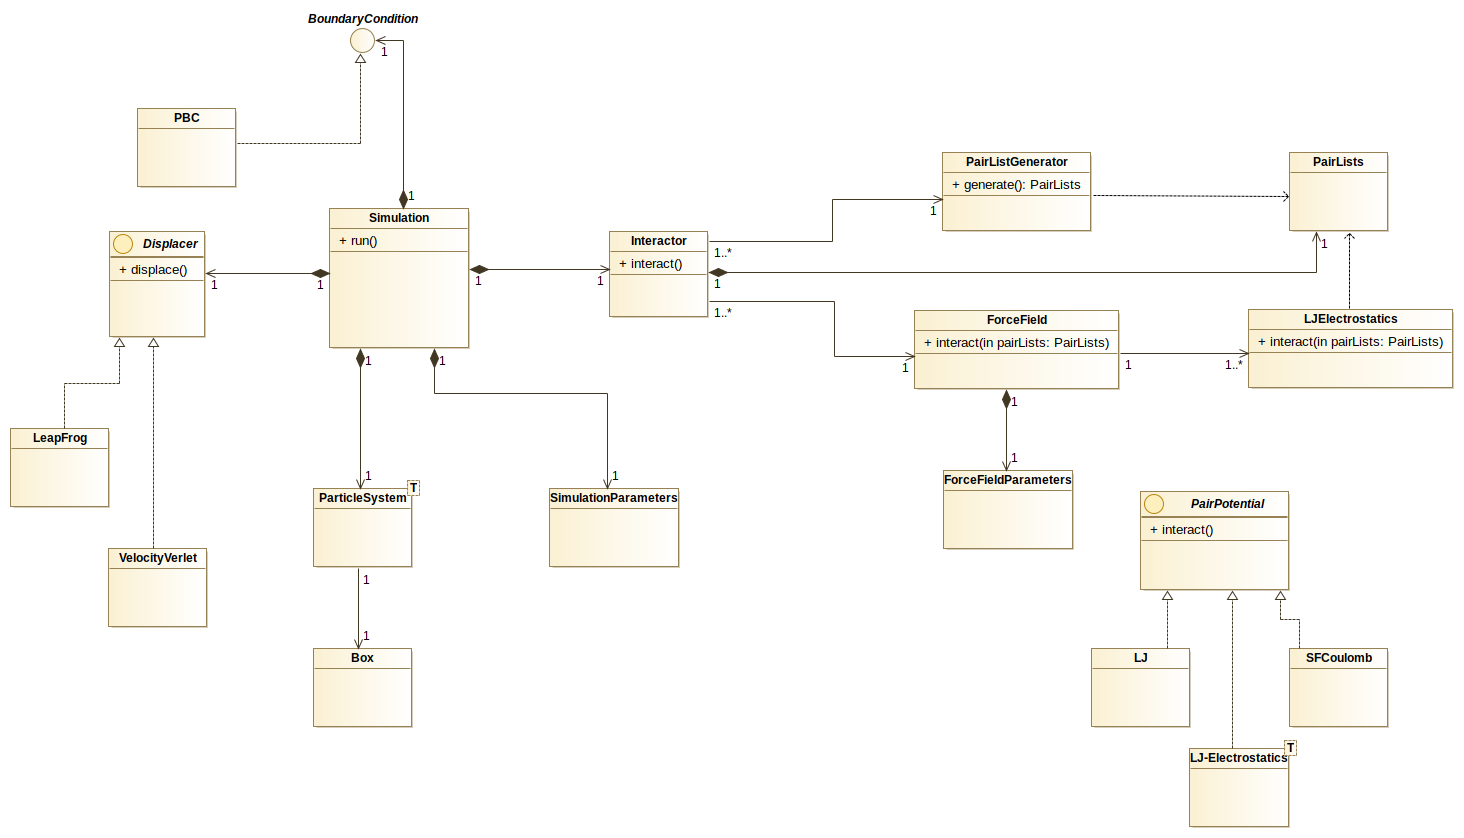 BoundaryCondition
1
PBC
1
Simulation
+ run()
Displacer
+ displace()
1
1
1
1
Interactor
+ interact()
1..*
1
1..*
PairListGenerator
+ generate(): PairLists
1
PairLists
1
ForceField
+ interact(in pairLists: PairLists)
1
1
1..*
LJElectrostatics
+ interact(in pairLists: PairLists)
1
1
1
1
1
1
LeapFrog
ParticleSystem
T
SimulationParameters
ForceFieldParameters
PairPotential
+ interact()
VelocityVerlet
1
1
Box
LJ
SFCoulomb
LJ-Electrostatics
T